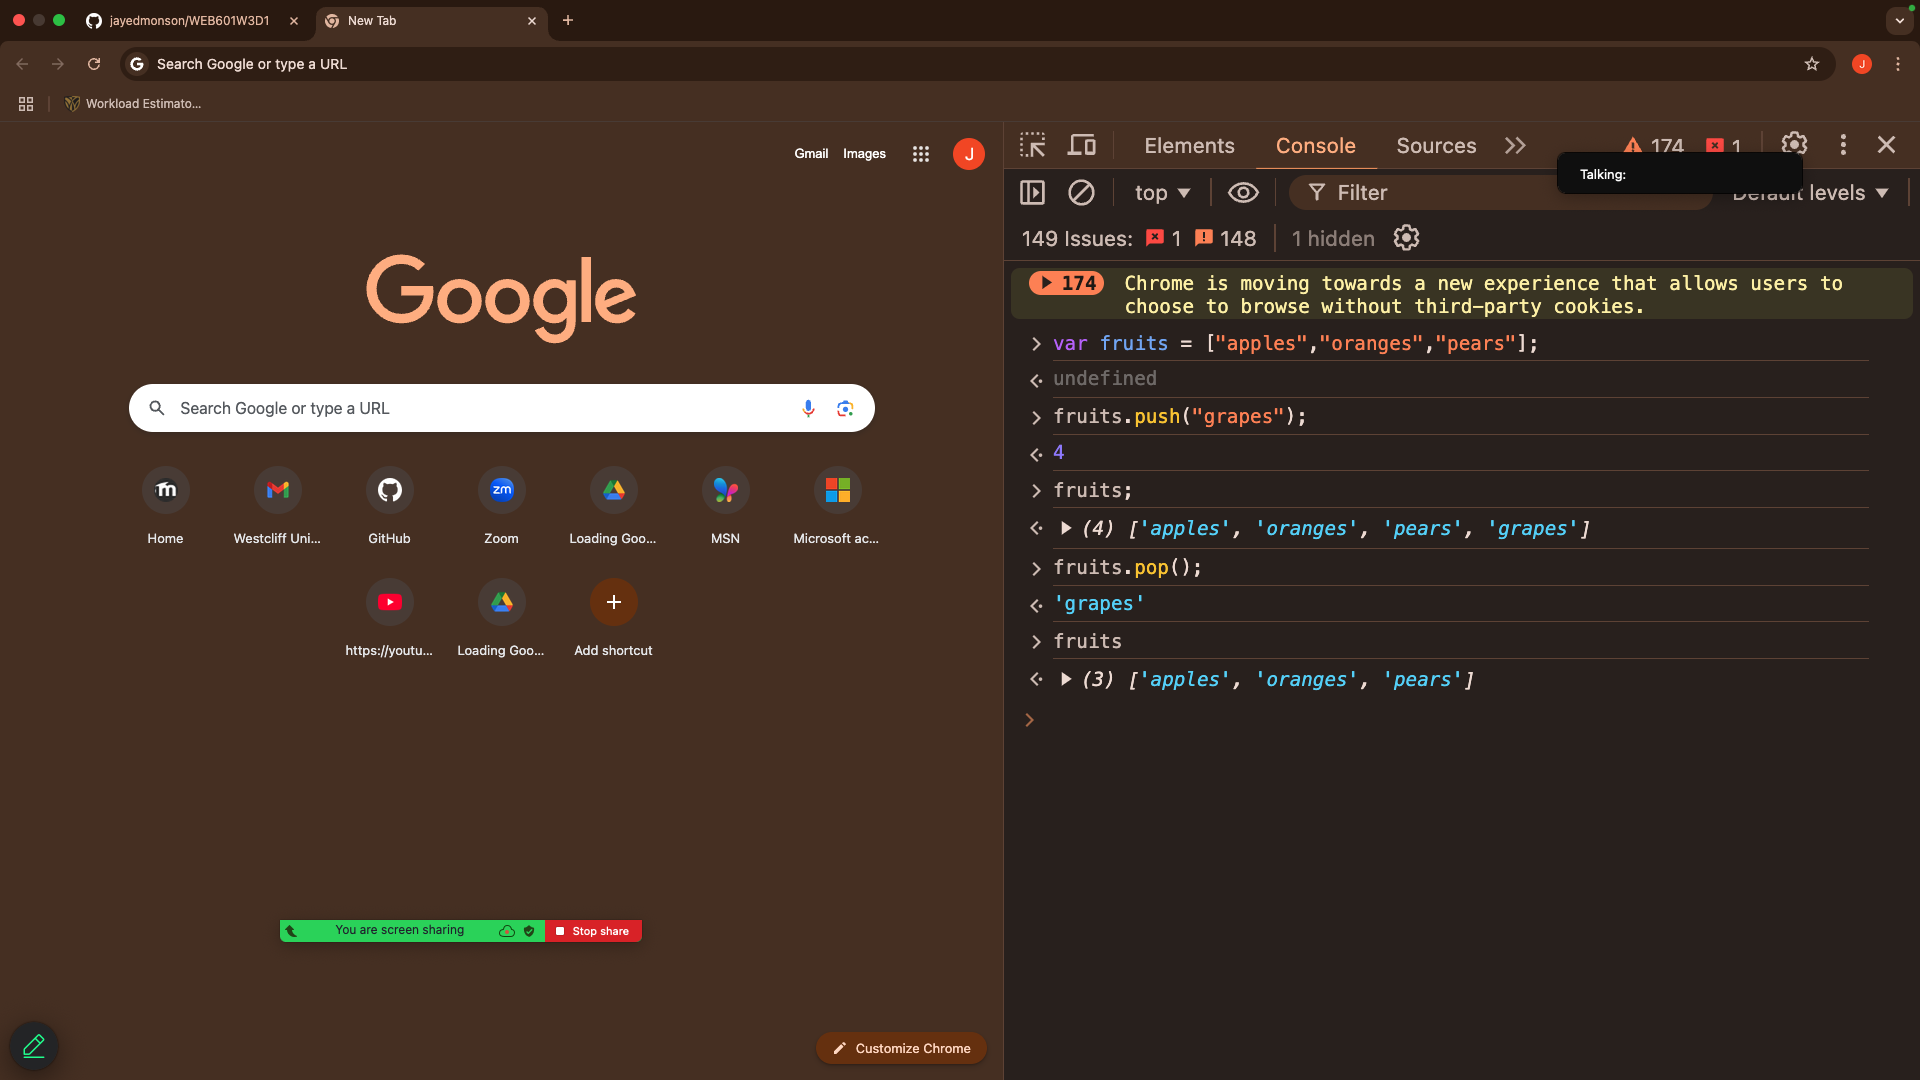 jayedmonson/WEB601W3D1
New Tab
Search Google or type a URL
J
Workload Estimato...
Gmail
Images
J
Google
Search Google or type a URL
Home
Westcliff Uni...
GitHub
zm
Zoom
Loading Goo...
MSN
Microsoft ac...
https://youtu...
Loading Goo...
Add shortcut
You are screen sharing
Stop share
Customize Chrome
Elements
Console
Sources
174
1
Talking:
top
Filter
Default levels
149 Issues:
1
148
1 hidden
174
Chrome is moving towards a new experience that allows users to
choose to browse without third-party cookies.
var fruits = ["apples","oranges","pears"];
undefined
fruits.push("grapes");
4
fruits;
(4) ['apples', 'oranges', 'pears', 'grapes']
fruits.pop();
'grapes'
fruits
(3) ['apples', 'oranges', 'pears']